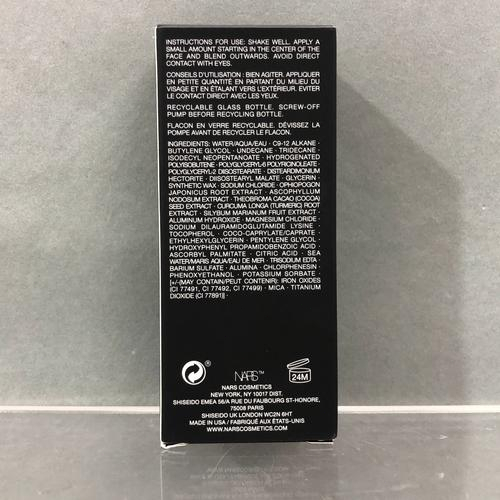 INSTRUCTIONS FOR USE: SHAKE WELL. APPLY A
SMALL AMOUNT STARTING IN THE CENTER OF THE
FACE AND BLEND OUTWARDS. AVOID DIRECT
CONTACT WITH EYES.
CONSEILS D'UTILISATION : BIEN AGITER. APPLIQUER
EN PETITE QUANTITÉ EN PARTANT DU MILIEU DU
VISAGE ET EN ÉTALANT VERS L'EXTÉRIEUR. EVITER
LE CONTACT DIRECT AVEC LES YEUX.
RECYCLABLE GLASS BOTTLE. SCREW-OFF
PUMP BEFORE RECYCLING BOTTLE.
FLACON EN VERRE RECYCLABLE. DÉVISSEZ LA
POMPE AVANT DE RECYCLER LE FLACON.
INGREDIENTS: WATER/AQUA/EAU · C9-12 ALKANE ·
BUTYLENE GLYCOL · UNDECANE · TRIDECANE ·
ISODECYL NEOPENTANOATE · HYDROGENATED
POLYISOBUTENE · POLYGLYCERYL-6 POLYRICINOLEATE ·
POLYGLYCERYL-2 DIISOSTEARATE · DISTEARDIMONIUM
HECTORITE · DIISOSTEARYL MALATE · GLYCERIN ·
SYNTHETIC WAX · SODIUM CHLORIDE · OPHIOPOGON
JAPONICUS ROOT EXTRACT · ASCOPHYLLUM
NODOSUM EXTRACT · THEOBROMA CACAO (COCOA)
SEED EXTRACT · CURCUMA LONGA (TURMERIC) ROOT
EXTRACT · SILYBUM MARIANUM FRUIT EXTRACT ·
ALUMINUM HYDROXIDE · MAGNESIUM CHLORIDE ·
SODIUM DILAURAMIDOGLUTAMIDE LYSINE ·
TOCOPHEROL · COCO-CAPRYLATE/CAPRATE ·
ETHYLHEXYLGLYCERIN · PENTYLENE GLYCOL ·
HYDROXYPHENYL PROPAMIDOBENZOIC ACID ·
ASCORBYL PALMITATE · CITRIC ACID · SEA
WATER/MARIS AQUA/EAU DE MER · TRISODIUM EDTA ·
BARIUM SULFATE · ALUMINA · CHLORPHENESIN ·
PHENOXYETHANOL · POTASSIUM SORBATE ·
[+/-(MAY CONTAIN/PEUT CONTENIR): IRON OXIDES
(CI 77491, CI 77492, CI 77499) · MICA · TITANIUM
DIOXIDE (CI 77891)] ·
NARS™
24M
NARS COSMETICS
NEW YORK, NY 10017 DIST.
SHISEIDO EMEA 56/A RUE DU FAUBOURG ST-HONORE,
75008 PARIS
SHISEIDO UK LONDON WC2N 6HT
MADE IN USA / FABRIQUÉ AUX ÉTATS-UNIS
WWW.NARSCOSMETICS.COM